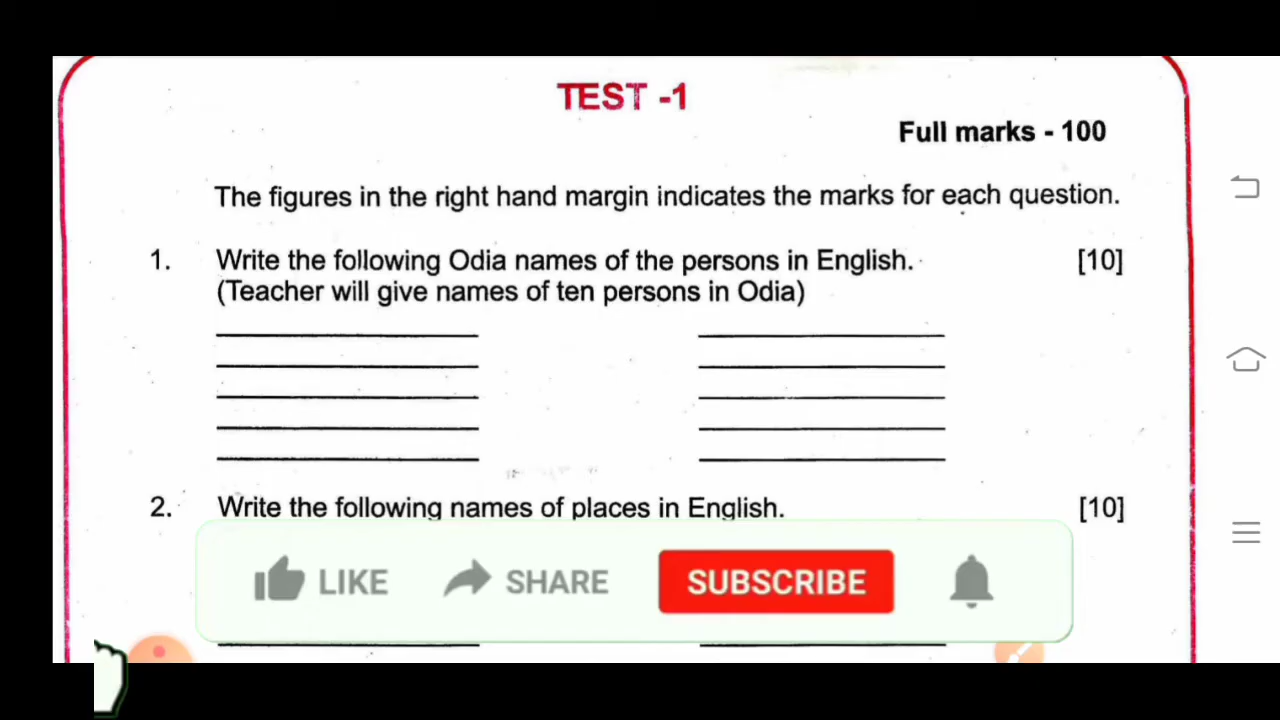 TEST -1
Full marks - 100
The figures in the right hand margin indicates the marks for each question.
1. Write the following Odia names of the persons in English. [10]
(Teacher will give names of ten persons in Odia)
2. Write the following names of places in English. [10]
LIKE SHARE SUBSCRIBE